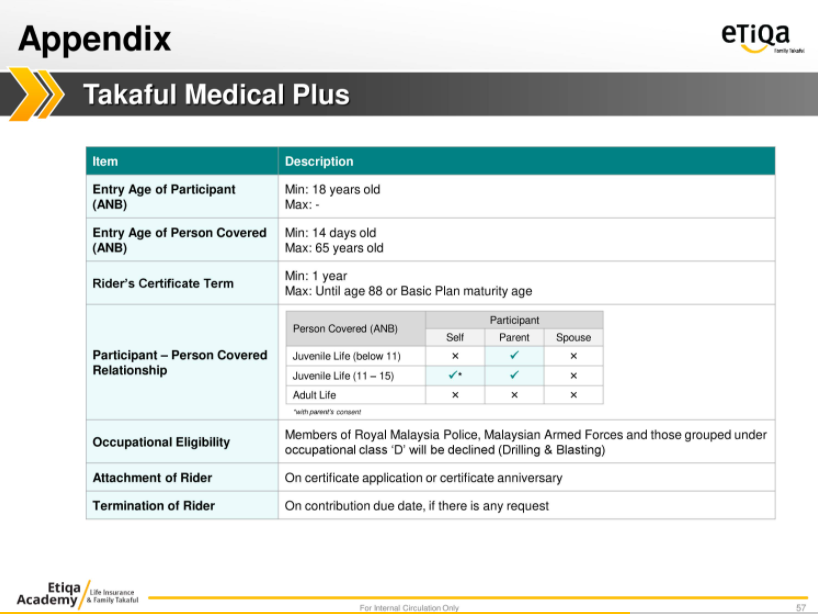 Appendix
eTiQa
Family Takaful
Takaful Medical Plus
Item Description
Entry Age of Participant
(ANB)
Min: 18 years old
Max: -
Entry Age of Person Covered
(ANB)
Min: 14 days old
Max: 65 years old
Rider's Certificate Term
Min: 1 year
Max: Until age 88 or Basic Plan maturity age
Participant – Person Covered
Relationship
Person Covered (ANB) Participant
Self Parent Spouse
Juvenile Life (below 11) × ✓ ×
Juvenile Life (11 – 15) ✓* ✓ ×
Adult Life × × ×
*with parent's consent
Occupational Eligibility
Members of Royal Malaysia Police, Malaysian Armed Forces and those grouped under
occupational class ‘D’ will be declined (Drilling & Blasting)
Attachment of Rider On certificate application or certificate anniversary
Termination of Rider On contribution due date, if there is any request
Etiqa
Academy
Life Insurance
& Family Takaful
For Internal Circulation Only
57